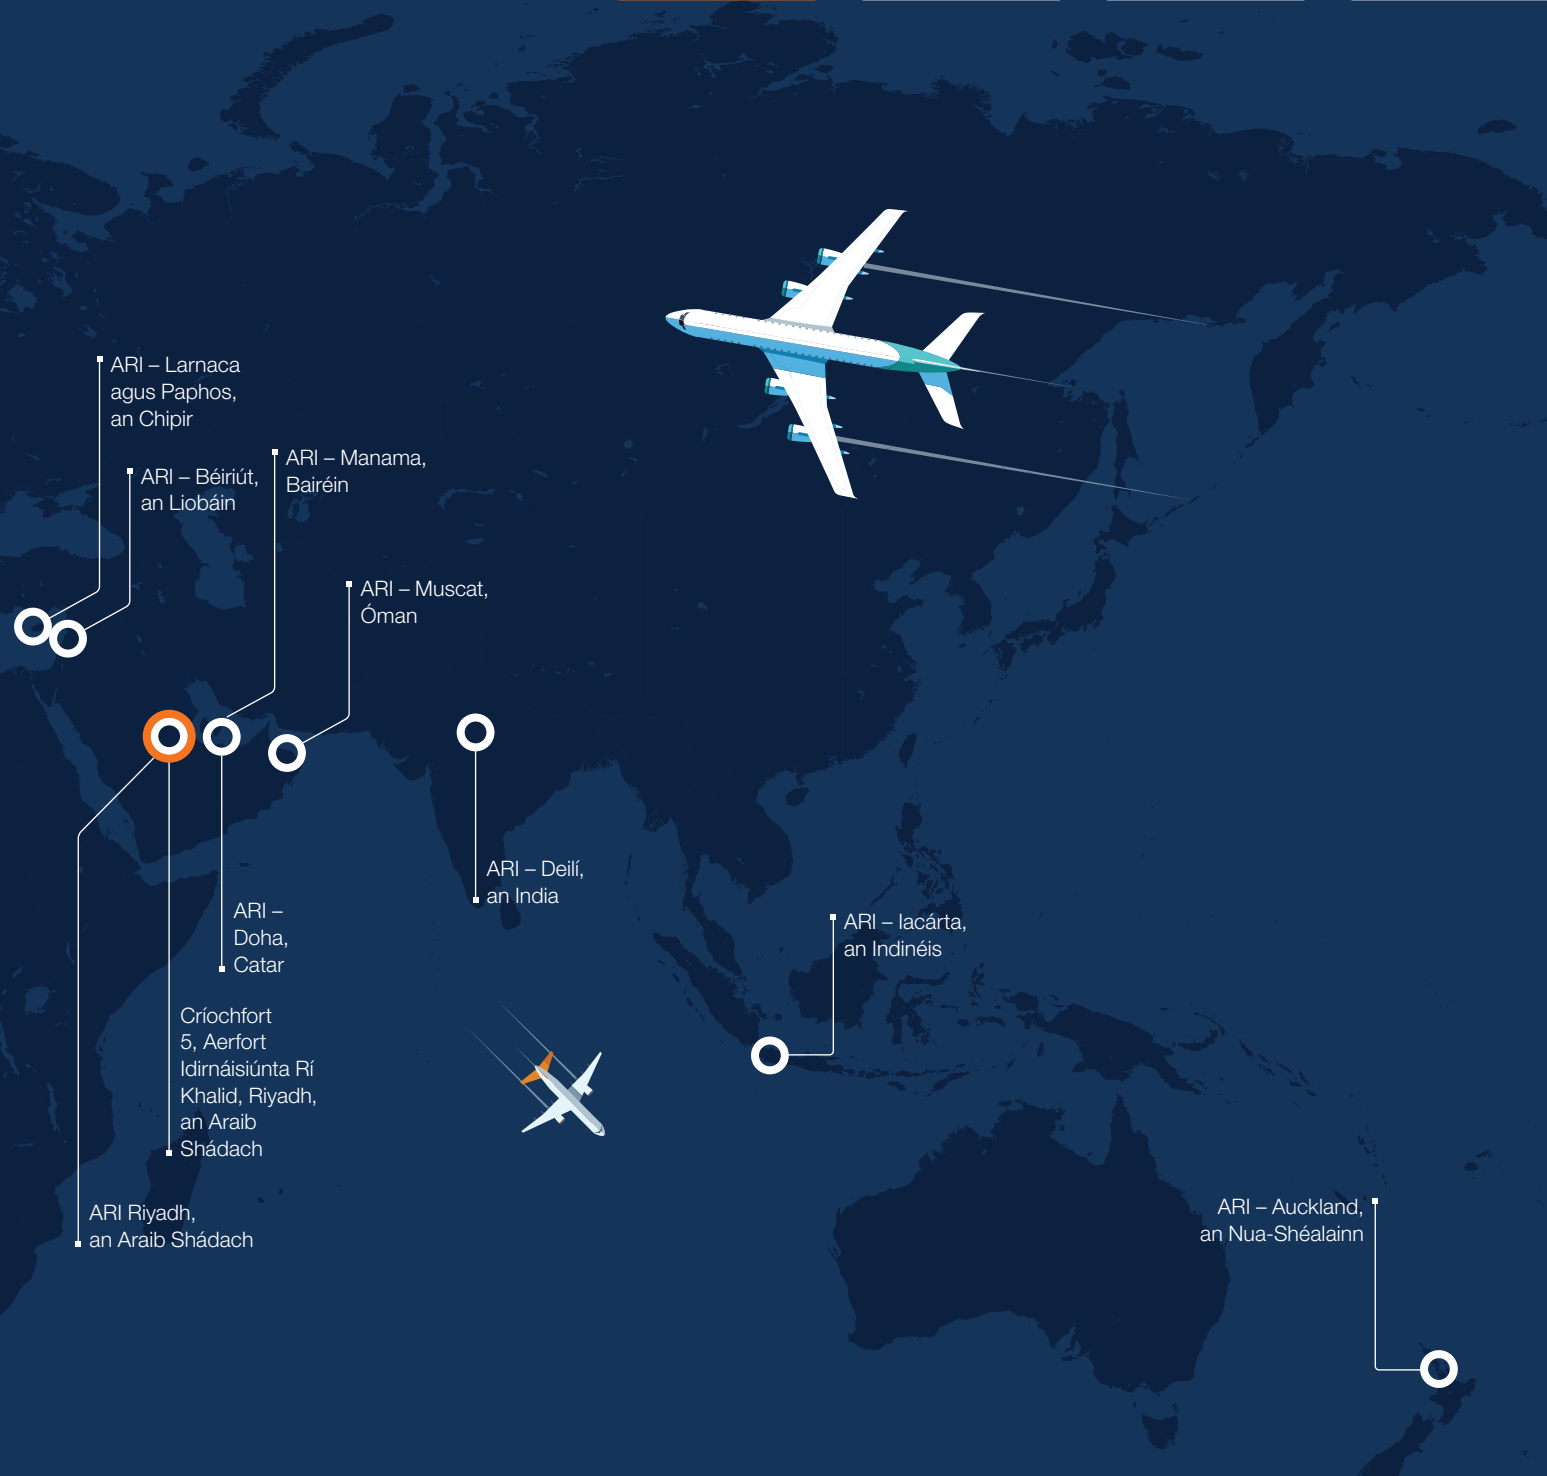 ARI – Larnaca
agus Paphos,
an Chipir
ARI – Béiriút,
an Liobáin
ARI – Manama,
Bairéin
ARI – Muscat,
Óman
ARI – Deilí,
an India
ARI –
Doha,
Catar
ARI – Iacárta,
an Indinéis
Críochfort
5, Aerfort
Idirnáisiúnta Rí
Khalid, Riyadh,
an Araib
Shádach
ARI Riyadh,
an Araib Shádach
ARI – Auckland,
an Nua-Shéalainn